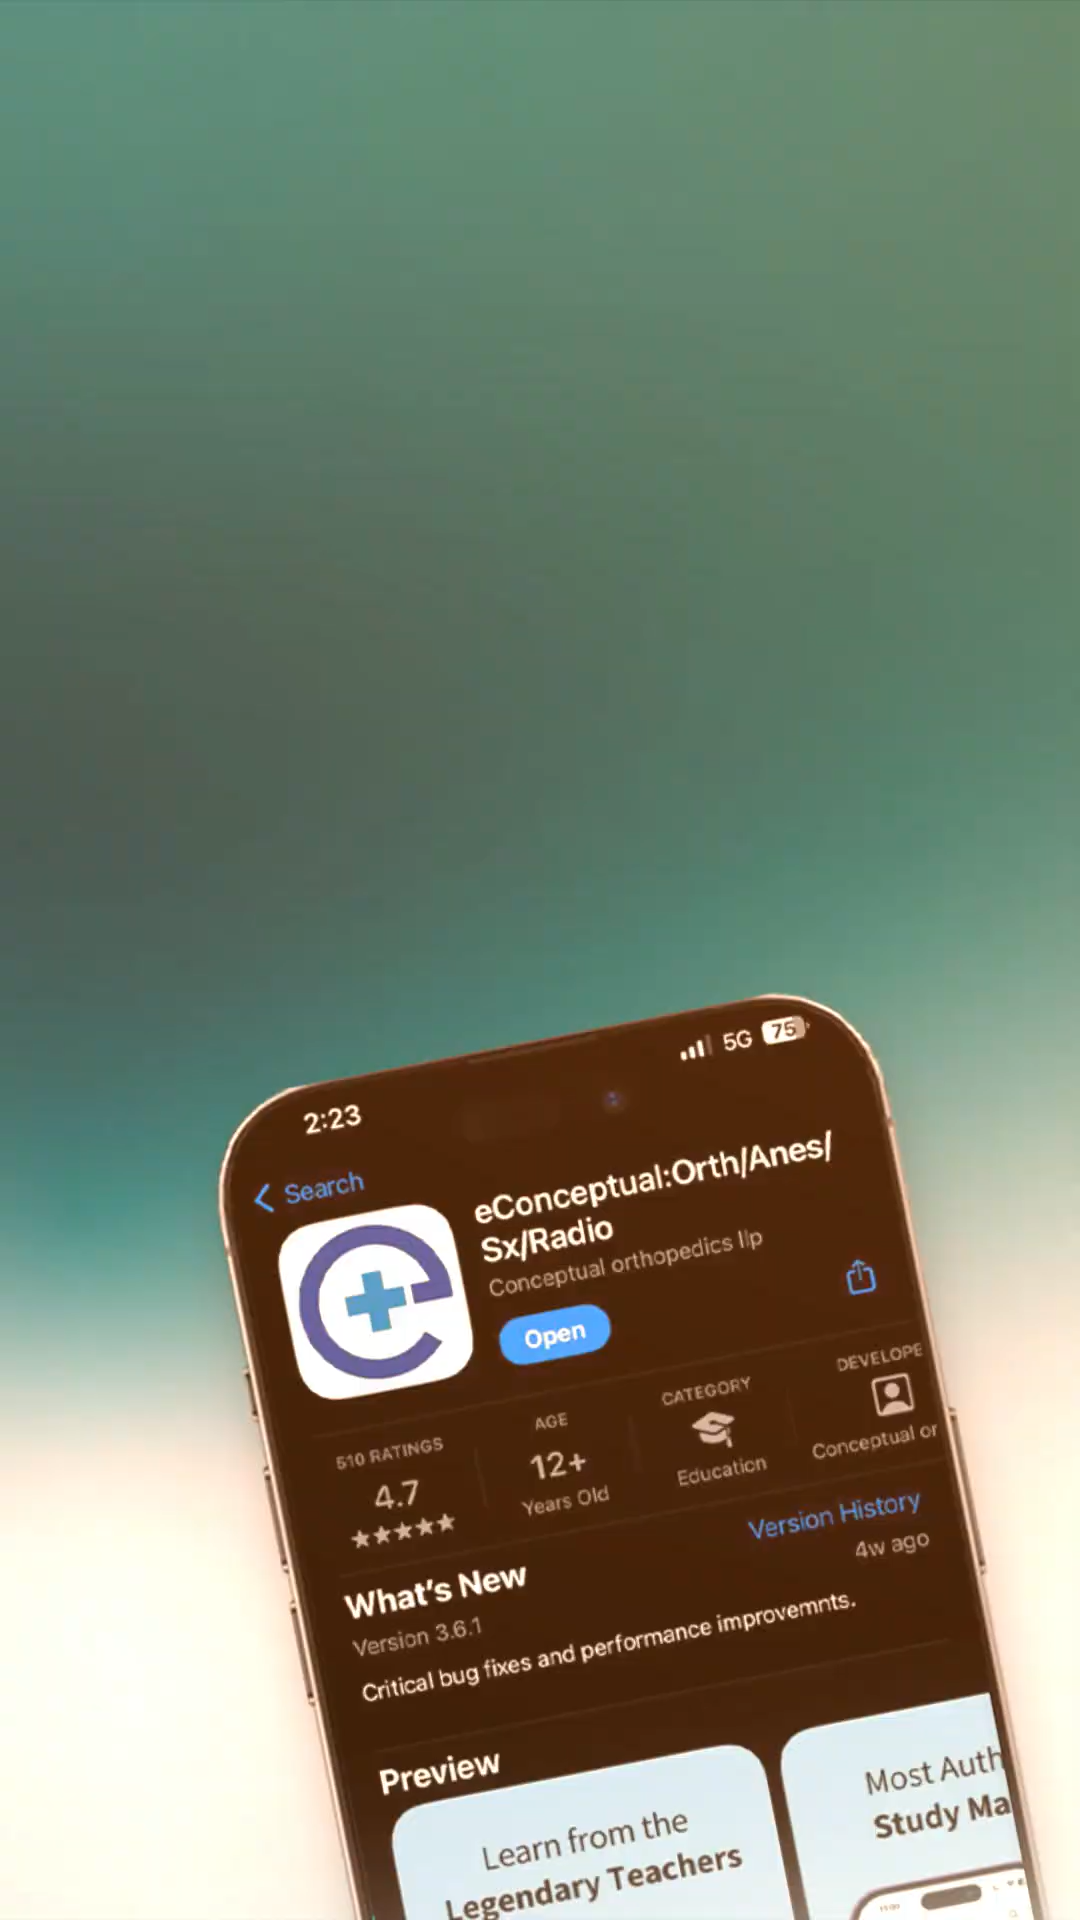 2:23
5G 75
Search
eConceptual:Orth/Anes/
Sx/Radio
Conceptual orthopedics llp
Open
510 RATINGS
4.7
AGE
12+
Years Old
CATEGORY
Education
DEVELOPE
Conceptual or
What's New
Version History
Version 3.6.1
4w ago
Critical bug fixes and performance improvemnts.
Preview
Learn from the
Legendary Teachers
Most Auth
Study Ma